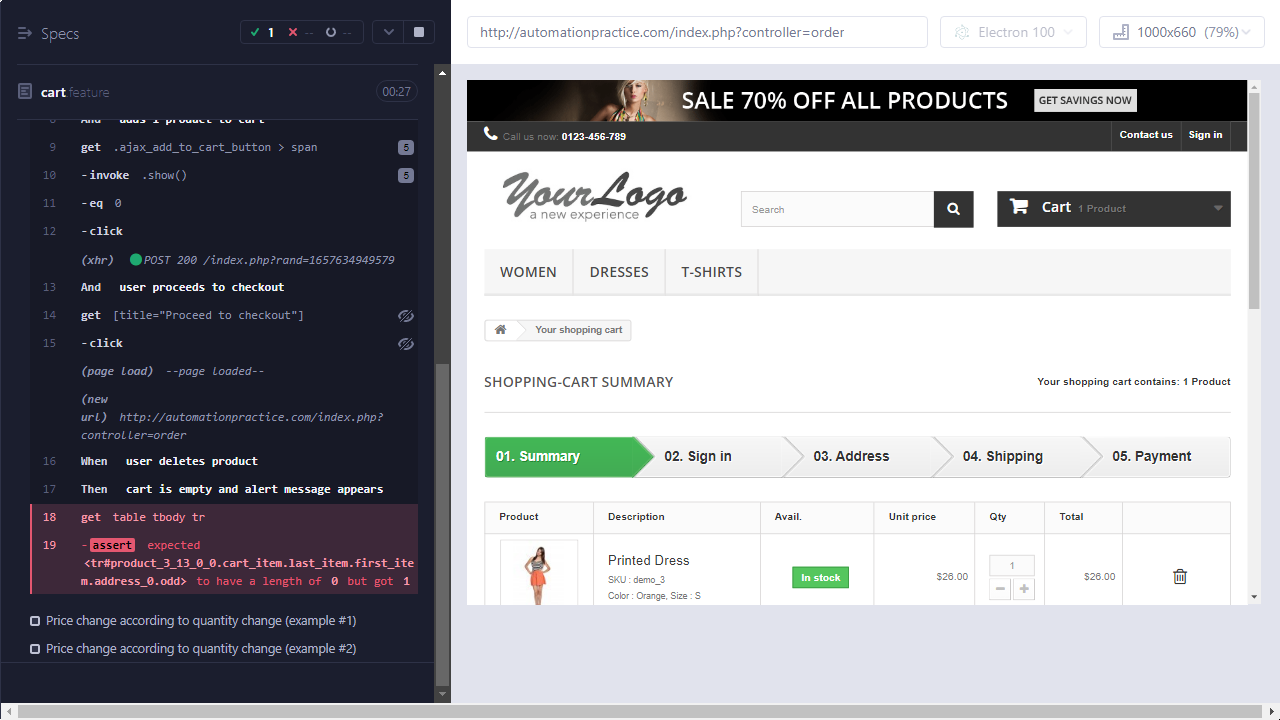 Specs
1
--
--
cart.feature
00:27
8 And adds 1 product to cart
9 get .ajax_add_to_cart_button > span 5
10 -invoke .show() 5
11 -eq 0
12 -click
(xhr) POST 200 /index.php?rand=1657634949579
13 And user proceeds to checkout
14 get [title="Proceed to checkout"]
15 -click
(page load) --page loaded--
(new
url) http://automationpractice.com/index.php?
controller=order
16 When user deletes product
17 Then cart is empty and alert message appears
18 get table tbody tr
19 -assert expected
<tr#product_3_13_0_0.cart_item.last_item.first_ite
m.address_0.odd> to have a length of 0 but got 1
Price change according to quantity change (example #1)
Price change according to quantity change (example #2)
http://automationpractice.com/index.php?controller=order
Electron 100
1000x660 (79%)
SALE 70% OFF ALL PRODUCTS
GET SAVINGS NOW
Call us now: 0123-456-789
Contact us
Sign in
YourLogo
a new experience
Search
Cart 1 Product
WOMEN
DRESSES
T-SHIRTS
Your shopping cart
SHOPPING-CART SUMMARY
Your shopping cart contains: 1 Product
01. Summary
02. Sign in
03. Address
04. Shipping
05. Payment
Product
Description
Avail.
Unit price
Qty
Total
Printed Dress
SKU : demo_3
Color : Orange, Size : S
In stock
$26.00
1
$26.00